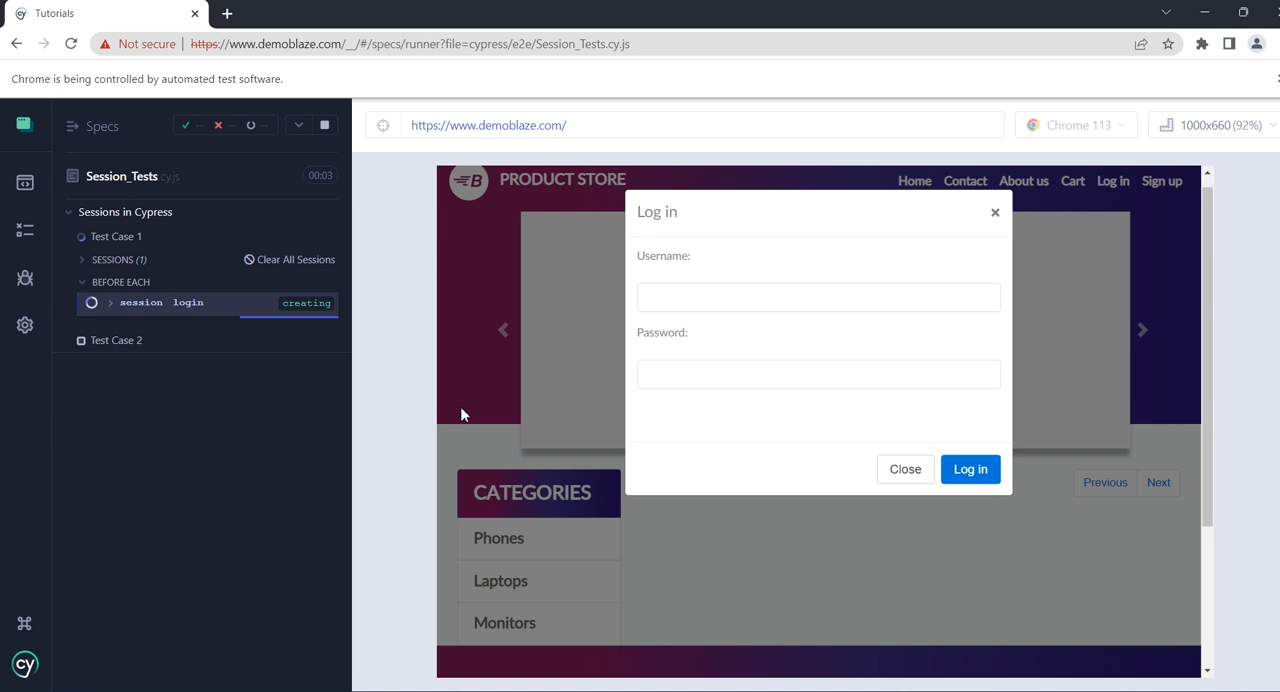 Tutorials
Not secure | https://www.demoblaze.com/__/#/specs/runner?file=cypress/e2e/Session_Tests.cy.js
Chrome is being controlled by automated test software.
Specs
-- -- --
https://www.demoblaze.com/
Chrome 113
1000x660 (92%)
Session_Tests cy.js
00:03
Sessions in Cypress
Test Case 1
SESSIONS (1)
Clear All Sessions
BEFORE EACH
session login
creating
Test Case 2
cy
B PRODUCT STORE
Home Contact About us Cart Log in Sign up
Log in
Username:
Password:
Close
Log in
CATEGORIES
Phones
Laptops
Monitors
Previous
Next